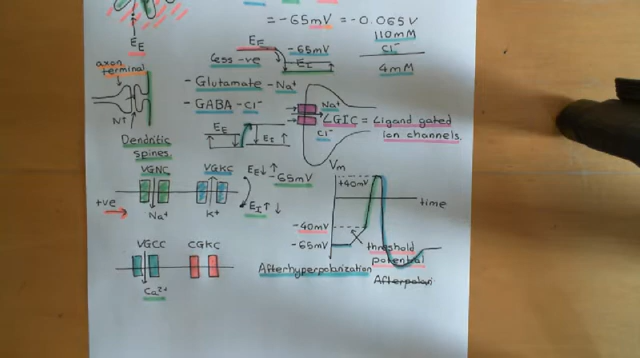 = -65mV = -0.065V
110mM
Cl-
4mM
EE
EE
Less -ve
-65mV
EI
axon terminal
NT
Dendritic spines
- Glutamate - Na+
- GABA - Cl-
Na+
Cl-
LGIC = Ligand gated ion channels.
EE
EI ↑
VGNC
VGKC
EE↓ ↑ -65mV
EI ↑ ↓
+ve
Na+
K+
Vm
+40mV
time
-40mV
-65mV
threshold potential
VGCC
CGKC
Ca2+
Afterhyperpolarization
Afterpolari